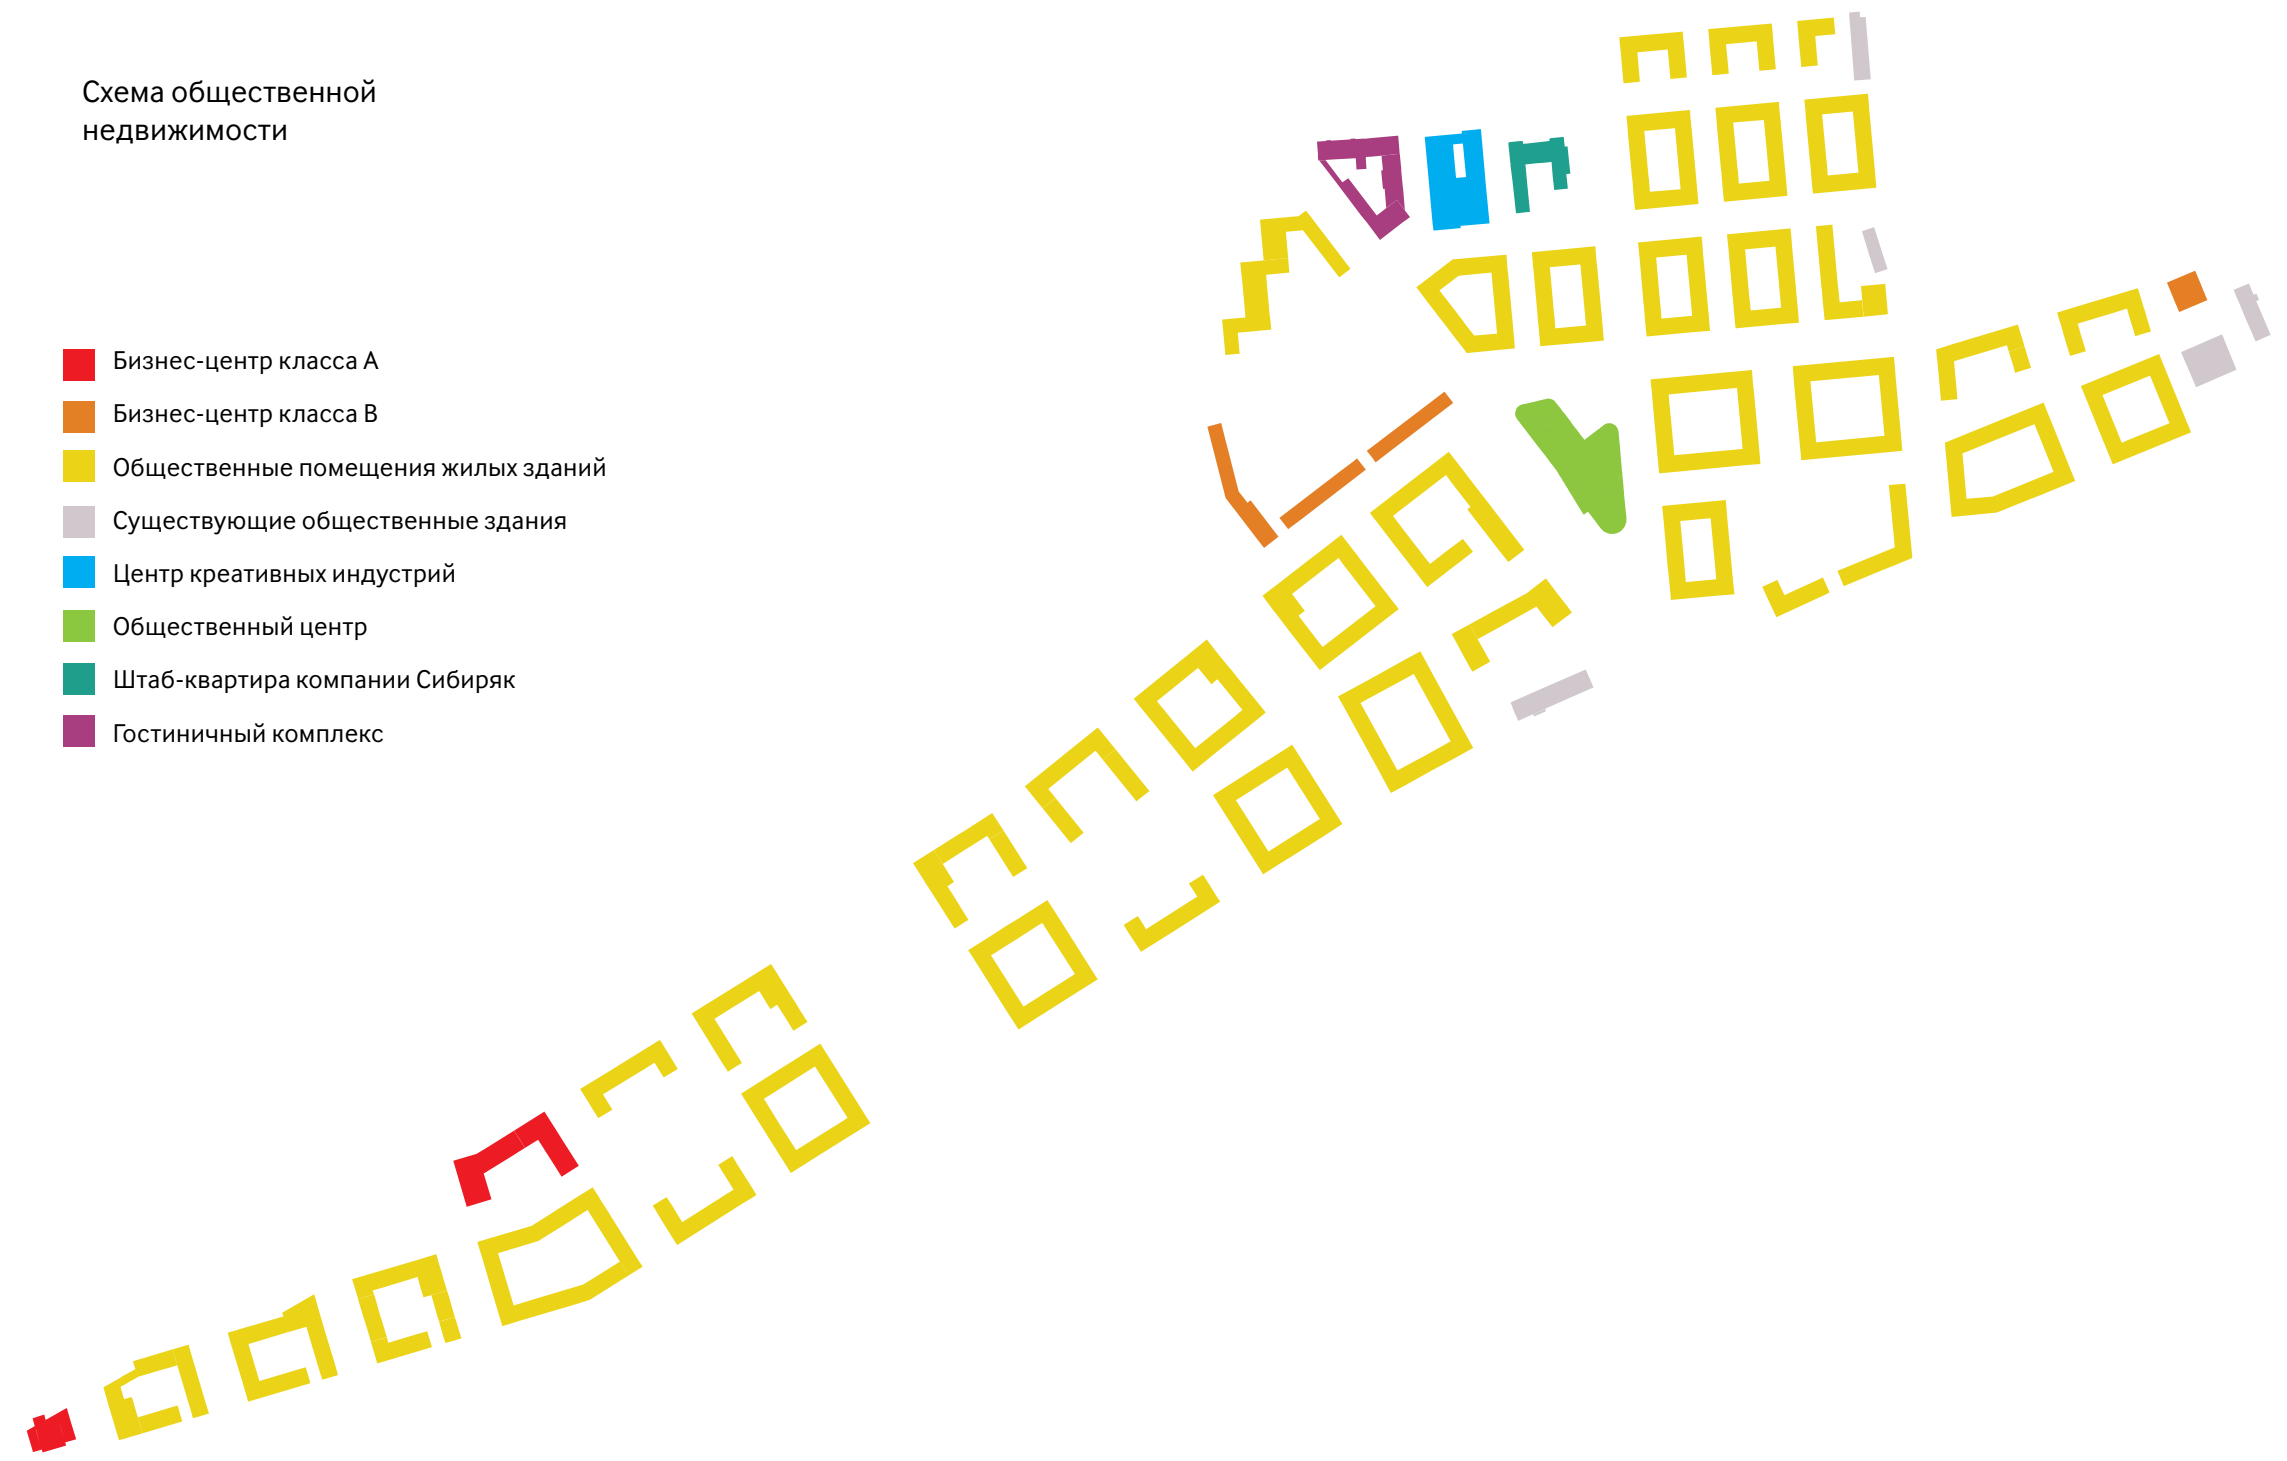 Схема общественной
недвижимости
Бизнес-центр класса А
Бизнес-центр класса В
Общественные помещения жилых зданий
Существующие общественные здания
Центр креативных индустрий
Общественный центр
Штаб-квартира компании Сибиряк
Гостиничный комплекс